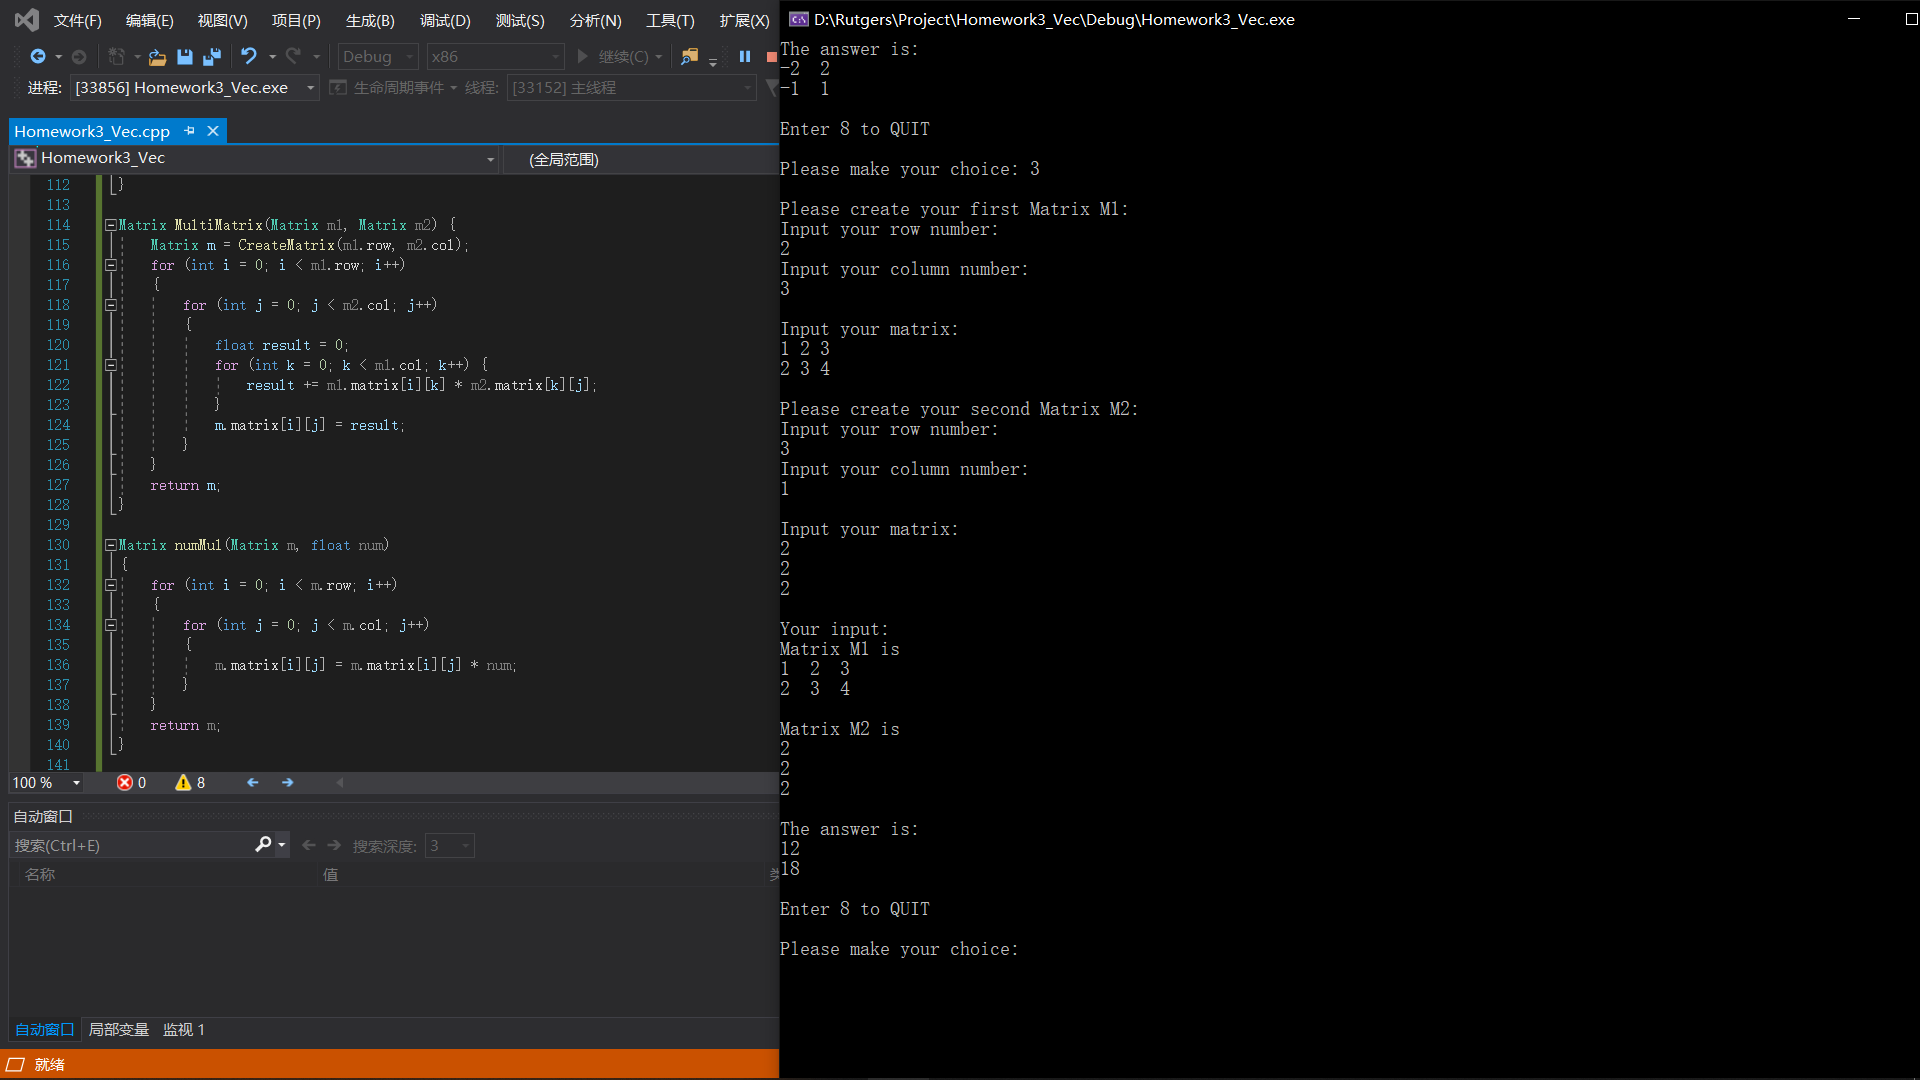 文件(F) 编辑(E) 视图(V) 项目(P) 生成(B) 调试(D) 测试(S) 分析(N) 工具(T) 扩展(X)
Debug x86 继续(C)
进程: [33856] Homework3_Vec.exe 生命周期事件 线程: [33152] 主线程
Homework3_Vec.cpp
Homework3_Vec (全局范围)
112 }
113
114 Matrix MultiMatrix(Matrix m1, Matrix m2) {
115 Matrix m = CreateMatrix(m1.row, m2.col);
116 for (int i = 0; i < m1.row; i++)
117 {
118 for (int j = 0; j < m2.col; j++)
119 {
120 float result = 0;
121 for (int k = 0; k < m1.col; k++) {
122 result += m1.matrix[i][k] * m2.matrix[k][j];
123 }
124 m.matrix[i][j] = result;
125 }
126 }
127 return m;
128 }
129
130 Matrix numMul(Matrix m, float num)
131 {
132 for (int i = 0; i < m.row; i++)
133 {
134 for (int j = 0; j < m.col; j++)
135 {
136 m.matrix[i][j] = m.matrix[i][j] * num;
137 }
138 }
139 return m;
140 }
141
100 % 0 8
自动窗口
搜索(Ctrl+E) 搜索深度: 3
名称 值
自动窗口 局部变量 监视 1
就绪
D:\Rutgers\Project\Homework3_Vec\Debug\Homework3_Vec.exe
The answer is:
-2 2
-1 1
Enter 8 to QUIT
Please make your choice: 3
Please create your first Matrix M1:
Input your row number:
2
Input your column number:
3
Input your matrix:
1 2 3
2 3 4
Please create your second Matrix M2:
Input your row number:
3
Input your column number:
1
Input your matrix:
2
2
2
Your input:
Matrix M1 is
1 2 3
2 3 4
Matrix M2 is
2
2
2
The answer is:
12
18
Enter 8 to QUIT
Please make your choice: